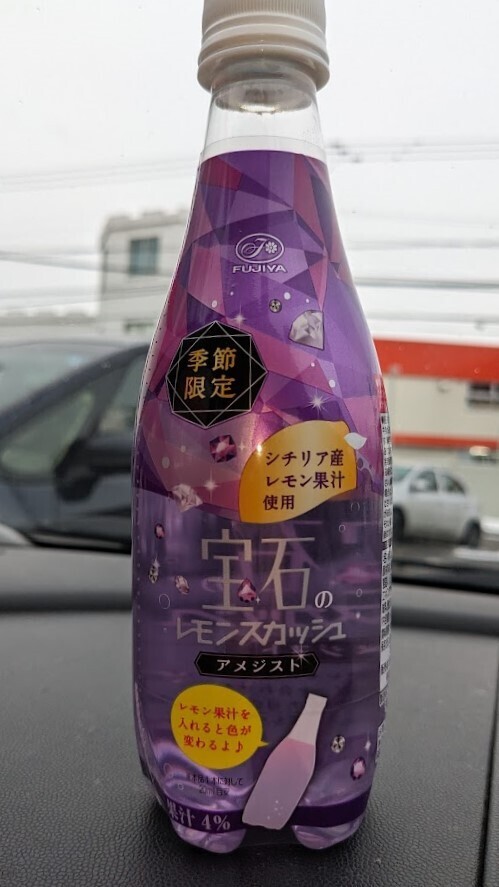 FUJIYA
季節
限定
シチリア産
レモン果汁
使用
宝石の
レモンスカッシュ
アメジスト
レモン果汁を
入れると色が
変わるよ♪
果汁4%